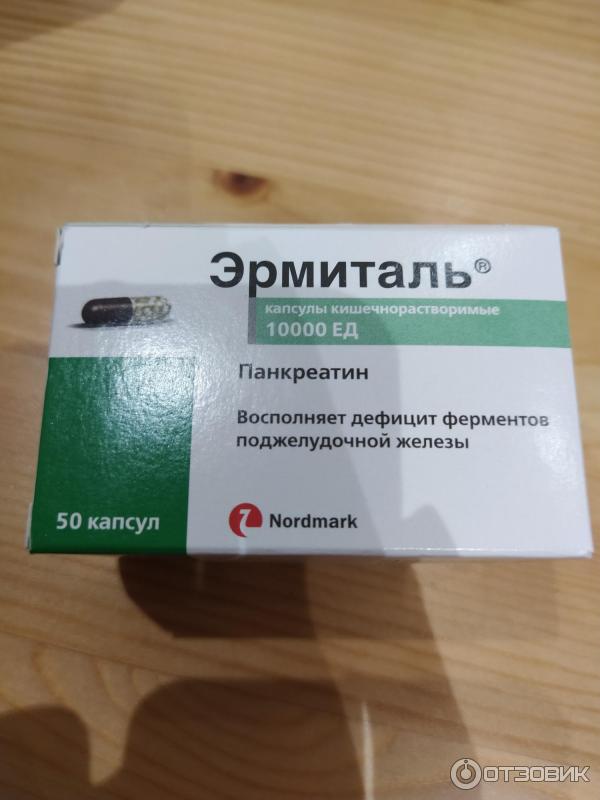 Эрмиталь®
капсулы кишечнорастворимые
10000 ЕД
Панкреатин
Восполняет дефицит ферментов
поджелудочной железы
50 капсул
Nordmark
ОТЗОВИК